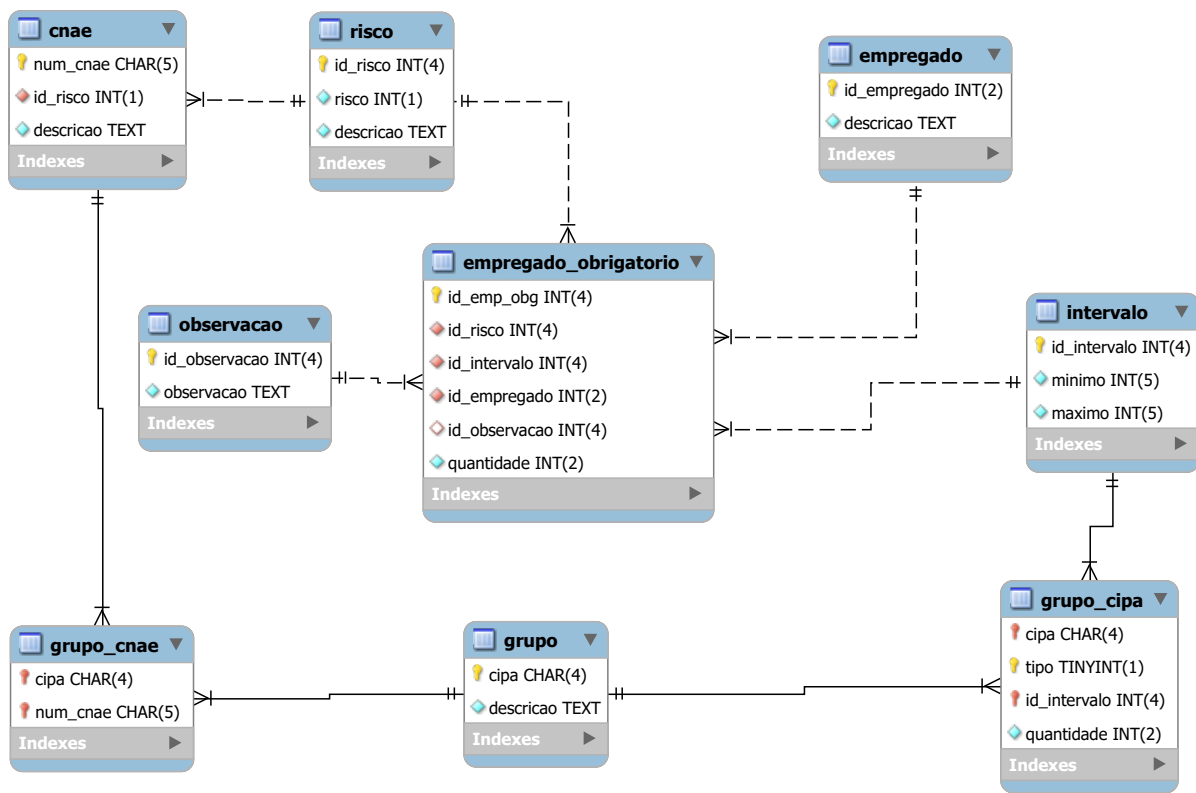 cnae
num_cnae CHAR(5)
id_risco INT(1)
descricao TEXT
Indexes
risco
id_risco INT(4)
risco INT(1)
descricao TEXT
Indexes
empregado
id_empregado INT(2)
descricao TEXT
Indexes
empregado_obrigatorio
id_emp_obg INT(4)
id_risco INT(4)
id_intervalo INT(4)
id_empregado INT(2)
id_observacao INT(4)
quantidade INT(2)
Indexes
observacao
id_observacao INT(4)
observacao TEXT
Indexes
intervalo
id_intervalo INT(4)
minimo INT(5)
maximo INT(5)
Indexes
grupo_cnae
cipa CHAR(4)
num_cnae CHAR(5)
Indexes
grupo
cipa CHAR(4)
descricao TEXT
Indexes
grupo_cipa
cipa CHAR(4)
tipo TINYINT(1)
id_intervalo INT(4)
quantidade INT(2)
Indexes